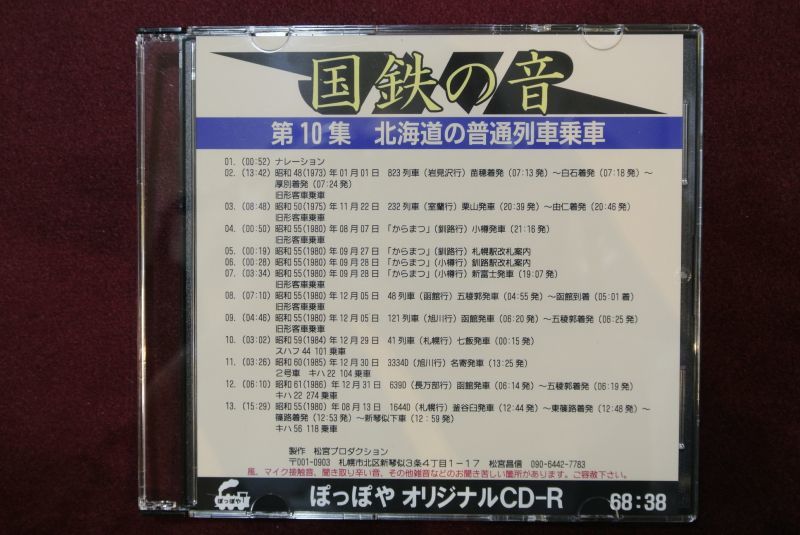 国鉄の音
第10集 北海道の普通列車乗車
01. (00:52) ナレーション
02. (13:42) 昭和48(1973)年01月01日 823列車(岩見沢行)苗穂着発(07:13発)～白石着発(07:18発)～
厚別着発(07:24発)
旧形客車乗車
03. (08:48) 昭和50(1975)年11月22日 232列車(室蘭行)栗山発車(20:39発)～由仁着発(20:46発)
旧形客車乗車
04. (00:50) 昭和55(1980)年08月07日 「からまつ」(釧路行)小樽発車(21:16発)
旧形客車乗車
05. (00:19) 昭和55(1980)年09月27日 「からまつ」(釧路行)札幌駅改札案内
06. (00:28) 昭和55(1980)年09月28日 「からまつ」(小樽行)釧路駅改札案内
07. (03:34) 昭和55(1980)年09月28日 「からまつ」(小樽行)新富士発車(19:07発)
旧形客車乗車
08. (07:10) 昭和55(1980)年12月05日 48列車(函館行)五稜郭発車(04:55発)～函館到着(05:01着)
旧形客車乗車
09. (04:46) 昭和55(1980)年12月05日 121列車(旭川行)函館発車(06:20発)～五稜郭着発(06:25発)
旧形客車乗車
10. (03:02) 昭和59(1984)年12月29日 41列車(札幌行)七飯発車(00:15発)
スハフ44 101乗車
11. (03:26) 昭和60(1985)年12月30日 3334D(旭川行)名寄発車(13:25発)
2号車 キハ22 104乗車
12. (06:10) 昭和61(1986)年12月31日 639D(長万部行)函館発車(06:14発)～五稜郭着発(06:19発)
キハ22 274乗車
13. (15:29) 昭和55(1980)年08月13日 1644D(札幌行)釜谷臼発車(12:44発)～東篠路着発(12:48発)～
篠路着発(12:53発)～新琴似下車(12:59発)
キハ56 118乗車
製作 松宮プロダクション
〒001-0903 札幌市北区新琴似3条4丁目1-17 松宮昌信 090-6442-7783
風、マイク接触音、聞き取り辛い音、その他雑音などのお聞き苦しい箇所があります。ご容赦下さい。
ぽっぽや!
ぽっぽや オリジナルCD-R 68:38